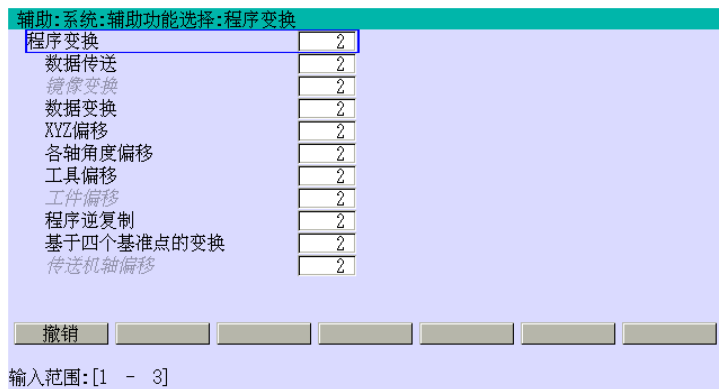 辅助:系统:辅助功能选择:程序变换
程序变换 2
数据传送 2
镜像变换 2
数据变换 2
XYZ偏移 2
各轴角度偏移 2
工具偏移 2
工件偏移 2
程序逆复制 2
基于四个基准点的变换 2
传送机轴偏移 2
撤销
输入范围:[1 - 3]